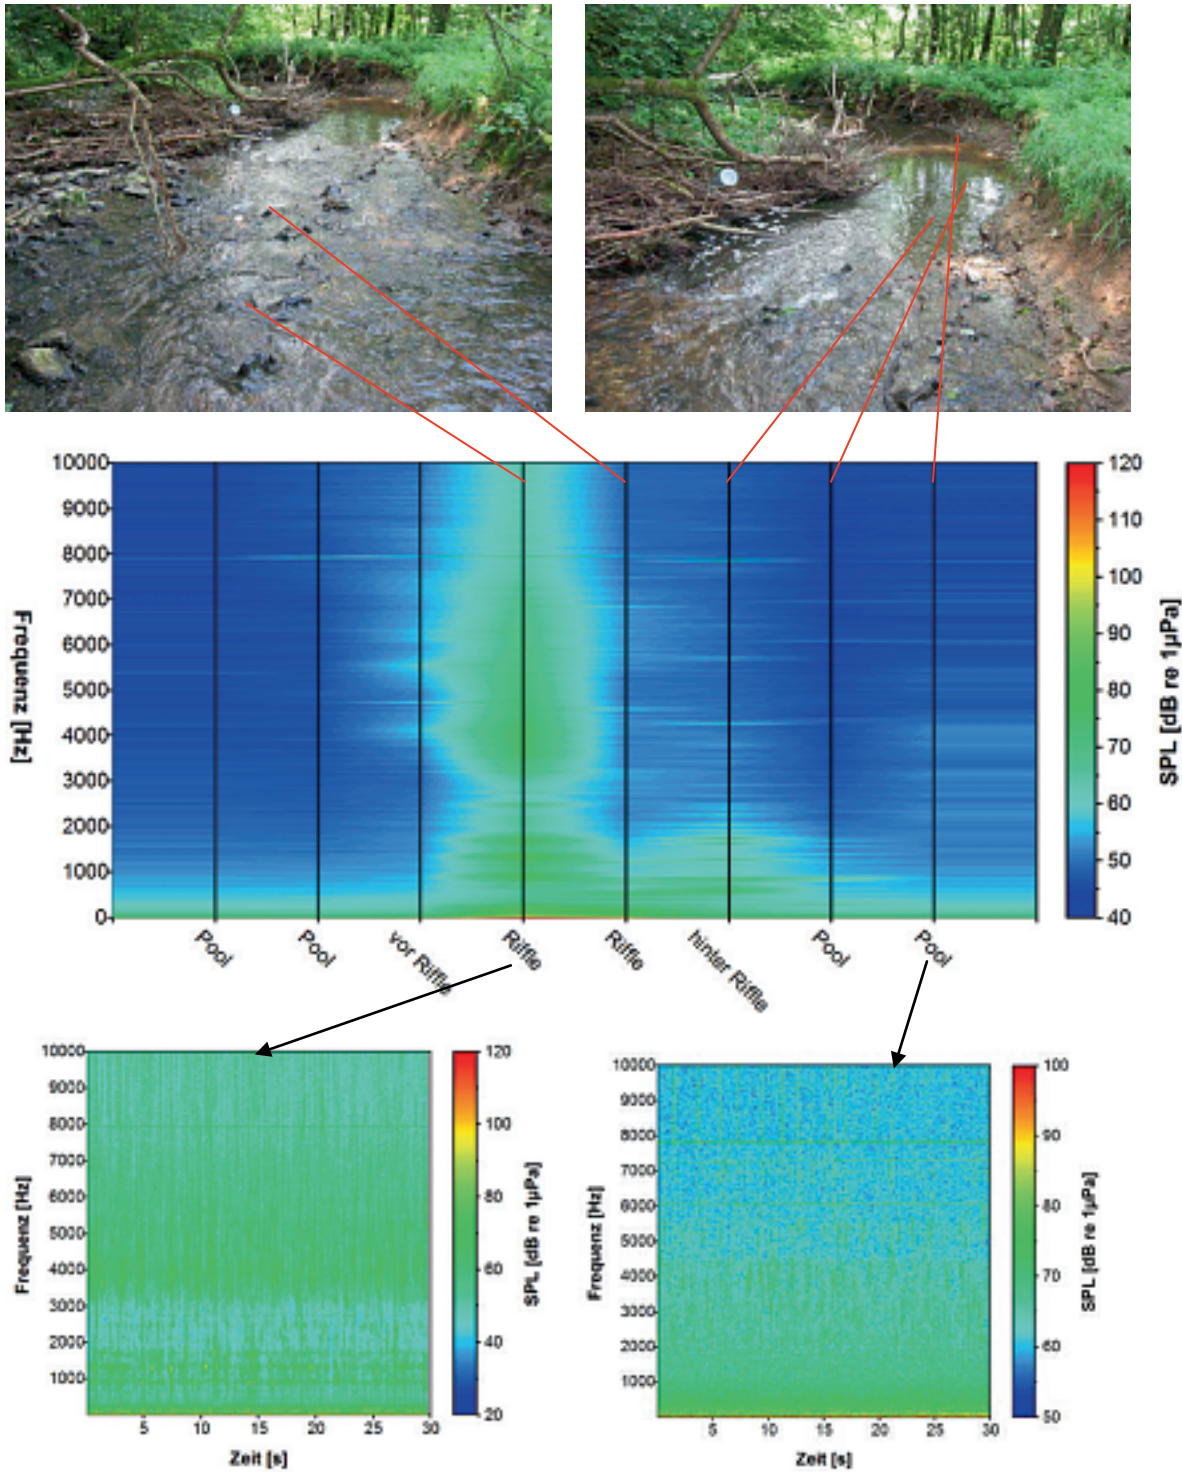 10000
9000
8000
7000
6000
5000
4000
3000
2000
1000
0
Frequenz [Hz]
120
110
100
90
80
70
60
50
40
SPL [dB re 1µPa]
Pool
Pool
vor Riffle
Riffle
Riffle
hinter Riffle
Pool
Pool
10000
9000
8000
7000
6000
5000
4000
3000
2000
1000
Frequenz [Hz]
5 10 15 20 25 30
Zeit [s]
120
100
80
60
40
20
SPL [dB re 1µPa]
10000
9000
8000
7000
6000
5000
4000
3000
2000
1000
Frequenz [Hz]
5 10 15 20 25 30
Zeit [s]
100
90
80
70
60
50
SPL [dB re 1µPa]